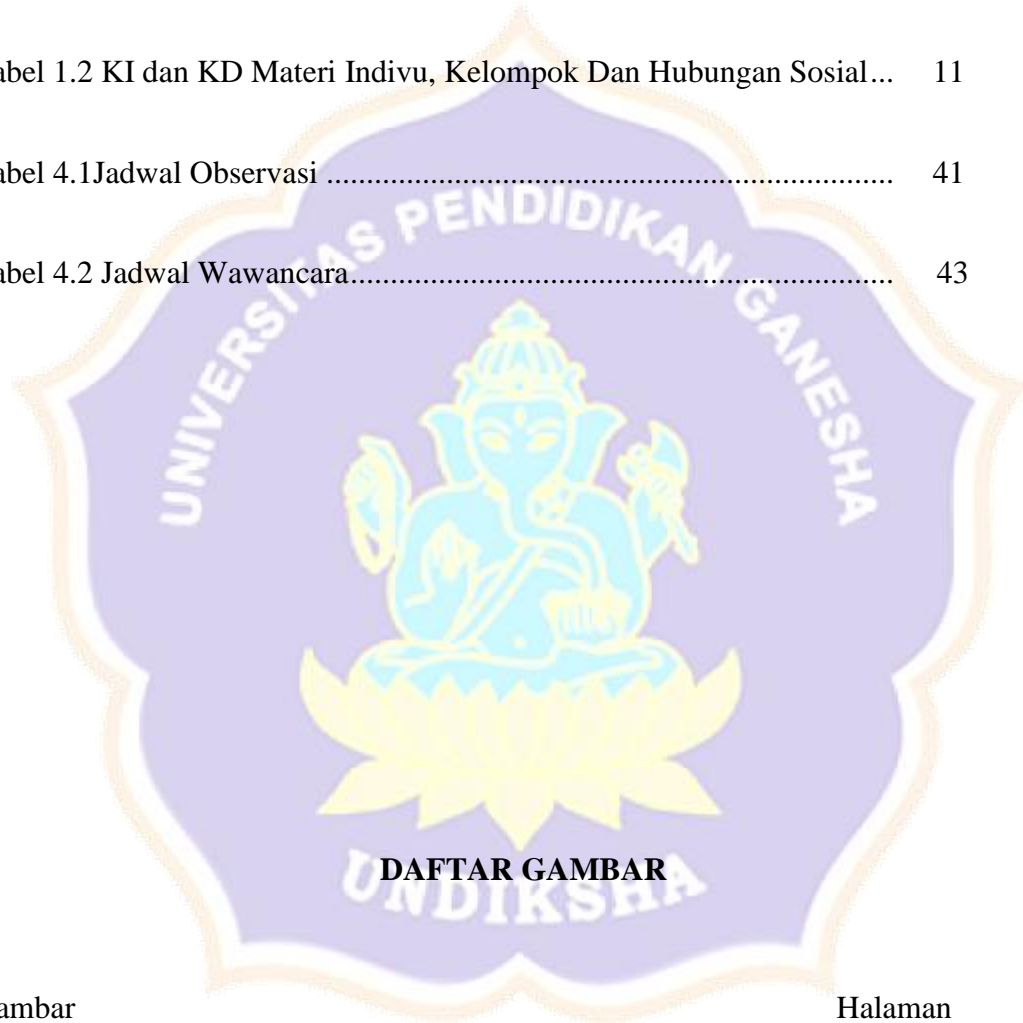 abel 1.2 KI dan KD Materi Indivu, Kelompok Dan Hubungan Sosial... 11
abel 4.1Jadwal Observasi ...................................................................... 41
abel 4.2 Jadwal Wawancara................................................................... 43
UNIVERSITAS PENDIDIKAN GANESHA
DAFTAR GAMBAR
UNDIKSHA
ambar Halaman